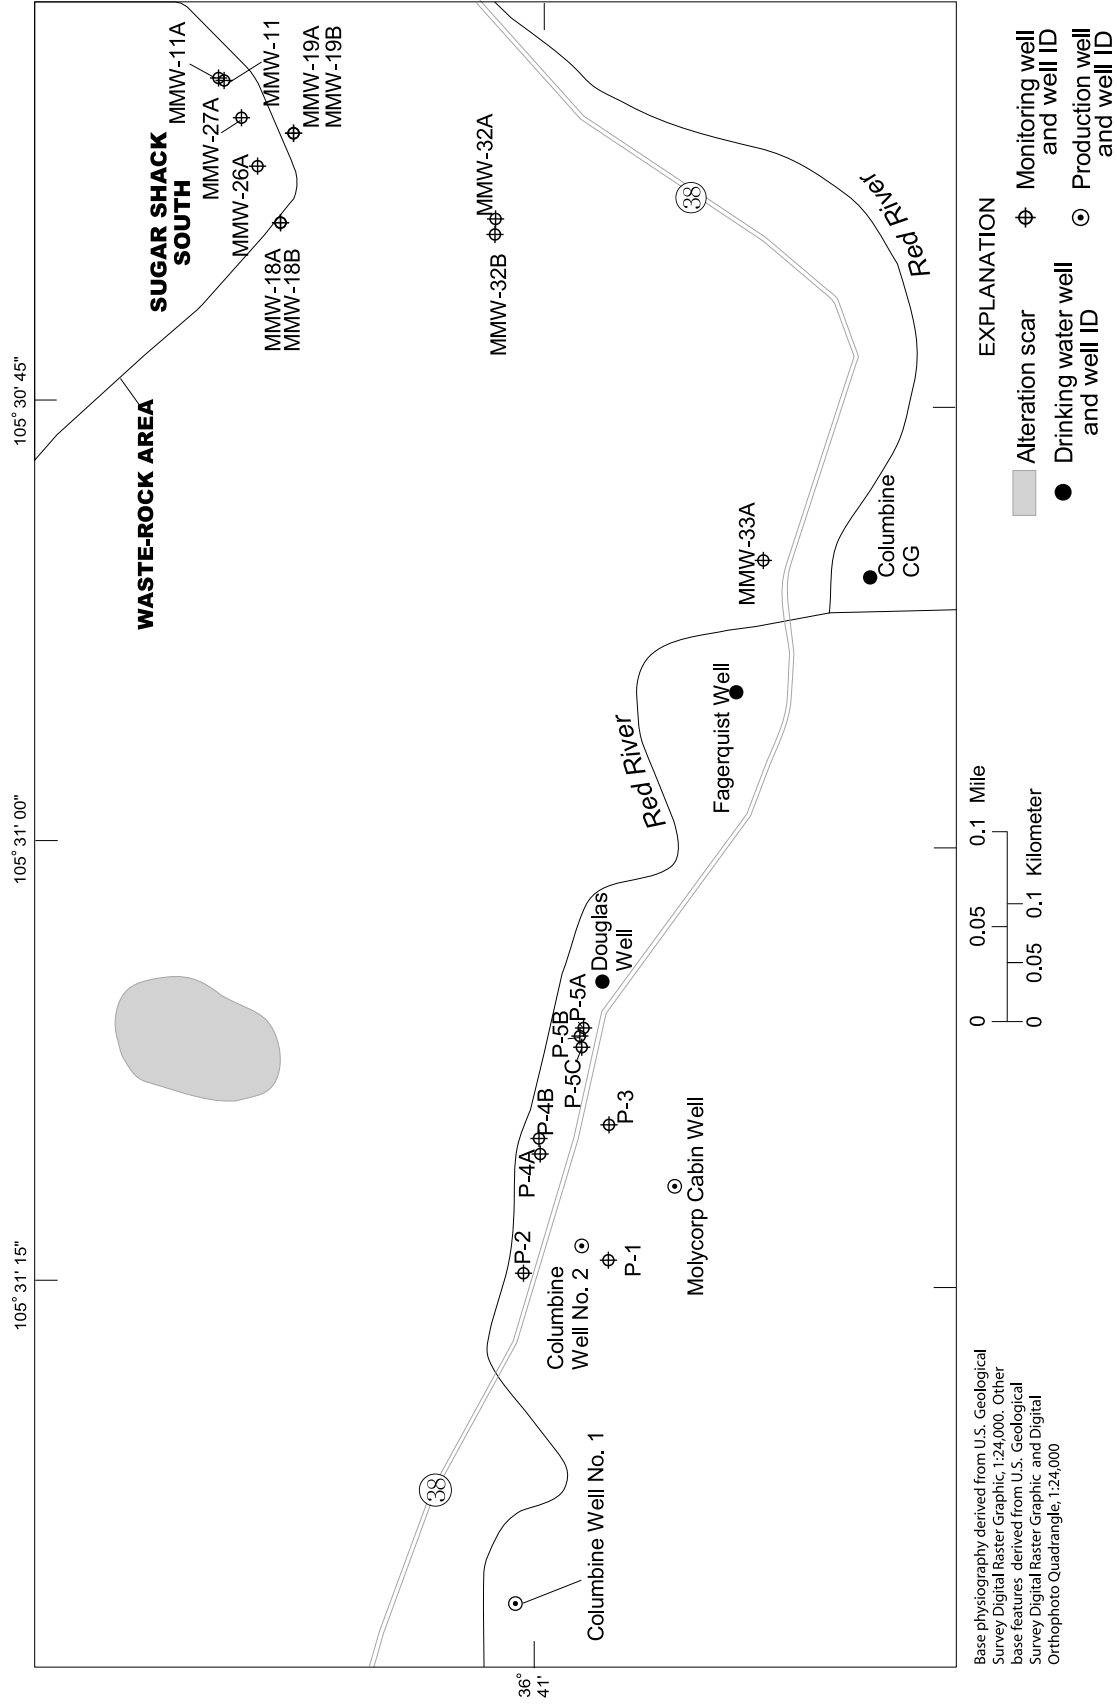 105° 31' 15"
105° 31' 00"
105° 30' 45"
36°
41'
WASTE-ROCK AREA
SUGAR SHACK
SOUTH
MMW-11A
MMW-11
MMW-27A
MMW-26A
MMW-19A
MMW-19B
MMW-18A
MMW-18B
MMW-32A
MMW-32B
38
38
Columbine Well No. 1
P-2
Columbine
Well No. 2
P-1
P-4A
P-4B
P-3
Molycorp Cabin Well
P-5C
P-5B
P-5A
Douglas
Well
Red River
Fagerquist Well
MMW-33A
Columbine
CG
Red River
Base physiography derived from U.S. Geological
Survey Digital Raster Graphic, 1:24,000. Other
base features derived from U.S. Geological
Survey Digital Raster Graphic and Digital
Orthophoto Quadrangle, 1:24,000
0 0.05 0.1 Mile
0 0.05 0.1 Kilometer
EXPLANATION
Alteration scar
Drinking water well
and well ID
Monitoring well
and well ID
Production well
and well ID